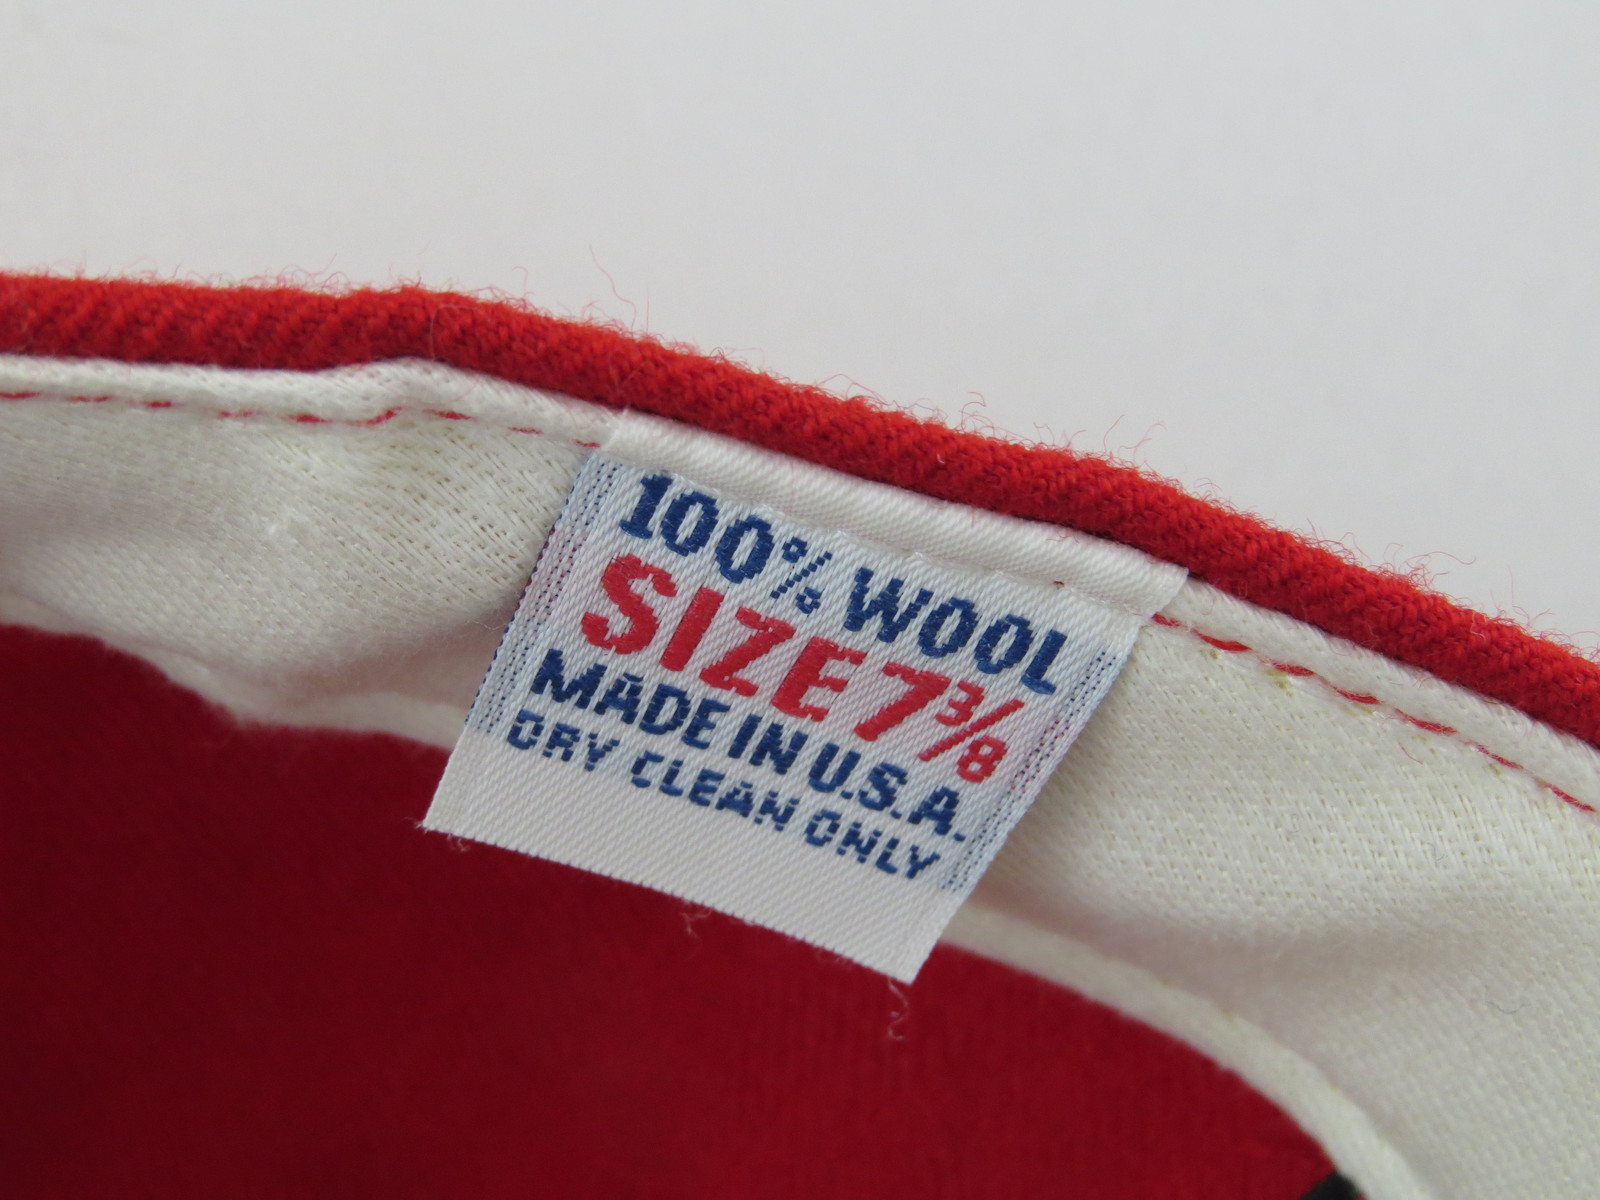 100% WOOL
SIZE 7 3/8
MADE IN U.S.A.
DRY CLEAN ONLY